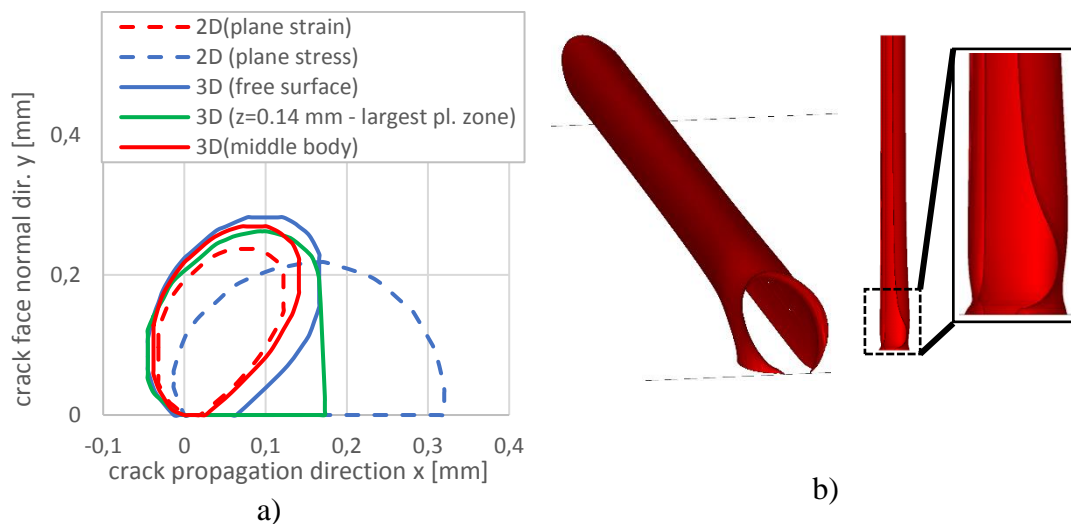 2D(plane strain)
2D (plane stress)
3D (free surface)
3D (z=0.14 mm - largest pl. zone)
3D(middle body)
crack face normal dir. y [mm]
0,4
0,2
0
-0,1 0 0,1 0,2 0,3 0,4
crack propagation direction x [mm]
a)
b)